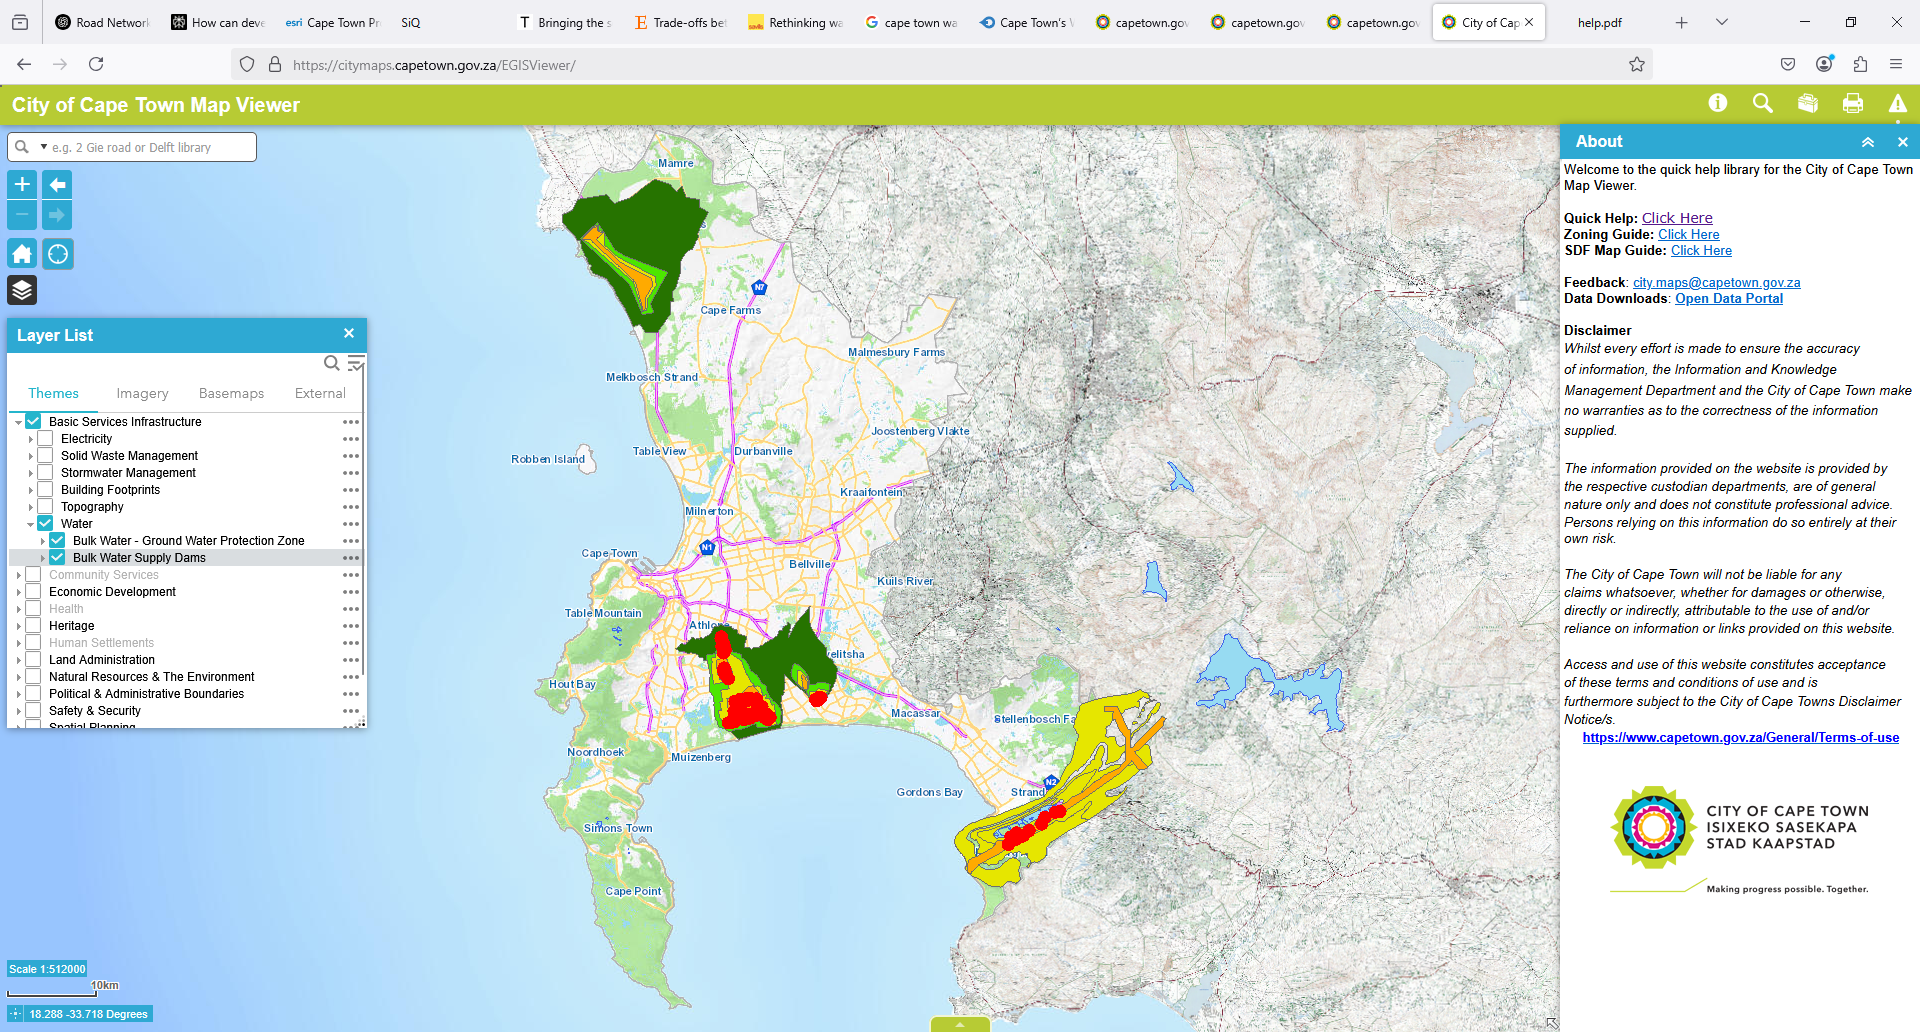 Road Network
How can deve
esri Cape Town Pr
SiQ
T Bringing the s
E Trade-offs be
Rethinking wa
cape town wa
Cape Town's
capetown.gov
capetown.gov
capetown.gov
City of Cap
help.pdf
https://citymaps.capetown.gov.za/EGISViewer/
City of Cape Town Map Viewer
e.g. 2 Gie road or Delft library
Layer List
Themes Imagery Basemaps External
Basic Services Infrastructure
Electricity
Solid Waste Management
Stormwater Management
Building Footprints
Topography
Water
Bulk Water - Ground Water Protection Zone
Bulk Water Supply Dams
Community Services
Economic Development
Health
Heritage
Human Settlements
Land Administration
Natural Resources & The Environment
Political & Administrative Boundaries
Safety & Security
Spatial Planning
Scale 1:512000
10km
18.288 -33.718 Degrees
Mamre
N7
Cape Farms
Malmesbury Farms
Melkbosch Strand
Joostenberg Vlakte
Robben Island
Table View
Durbanville
Kraaifontein
Milnerton
N1
Cape Town
Bellville
Kuils River
Table Mountain
Athlone
elitsha
Hout Bay
Macassar
Stellenbosch Fa
Noordhoek
Muizenberg
N2
Gordons Bay
Strand
Simons Town
Cape Point
About
Welcome to the quick help library for the City of Cape Town
Map Viewer.
Quick Help: Click Here
Zoning Guide: Click Here
SDF Map Guide: Click Here
Feedback: city.maps@capetown.gov.za
Data Downloads: Open Data Portal
Disclaimer
Whilst every effort is made to ensure the accuracy
of information, the Information and Knowledge
Management Department and the City of Cape Town make
no warranties as to the correctness of the information
supplied.
The information provided on the website is provided by
the respective custodian departments, are of general
nature only and does not constitute professional advice.
Persons relying on this information do so entirely at their
own risk.
The City of Cape Town will not be liable for any
claims whatsoever, whether for damages or otherwise,
directly or indirectly, attributable to the use of and/or
reliance on information or links provided on this website.
Access and use of this website constitutes acceptance
of these terms and conditions of use and is
furthermore subject to the City of Cape Towns Disclaimer
Notice/s.
https://www.capetown.gov.za/General/Terms-of-use
CITY OF CAPE TOWN
ISIXEKO SASEKAPA
STAD KAAPSTAD
Making progress possible. Together.